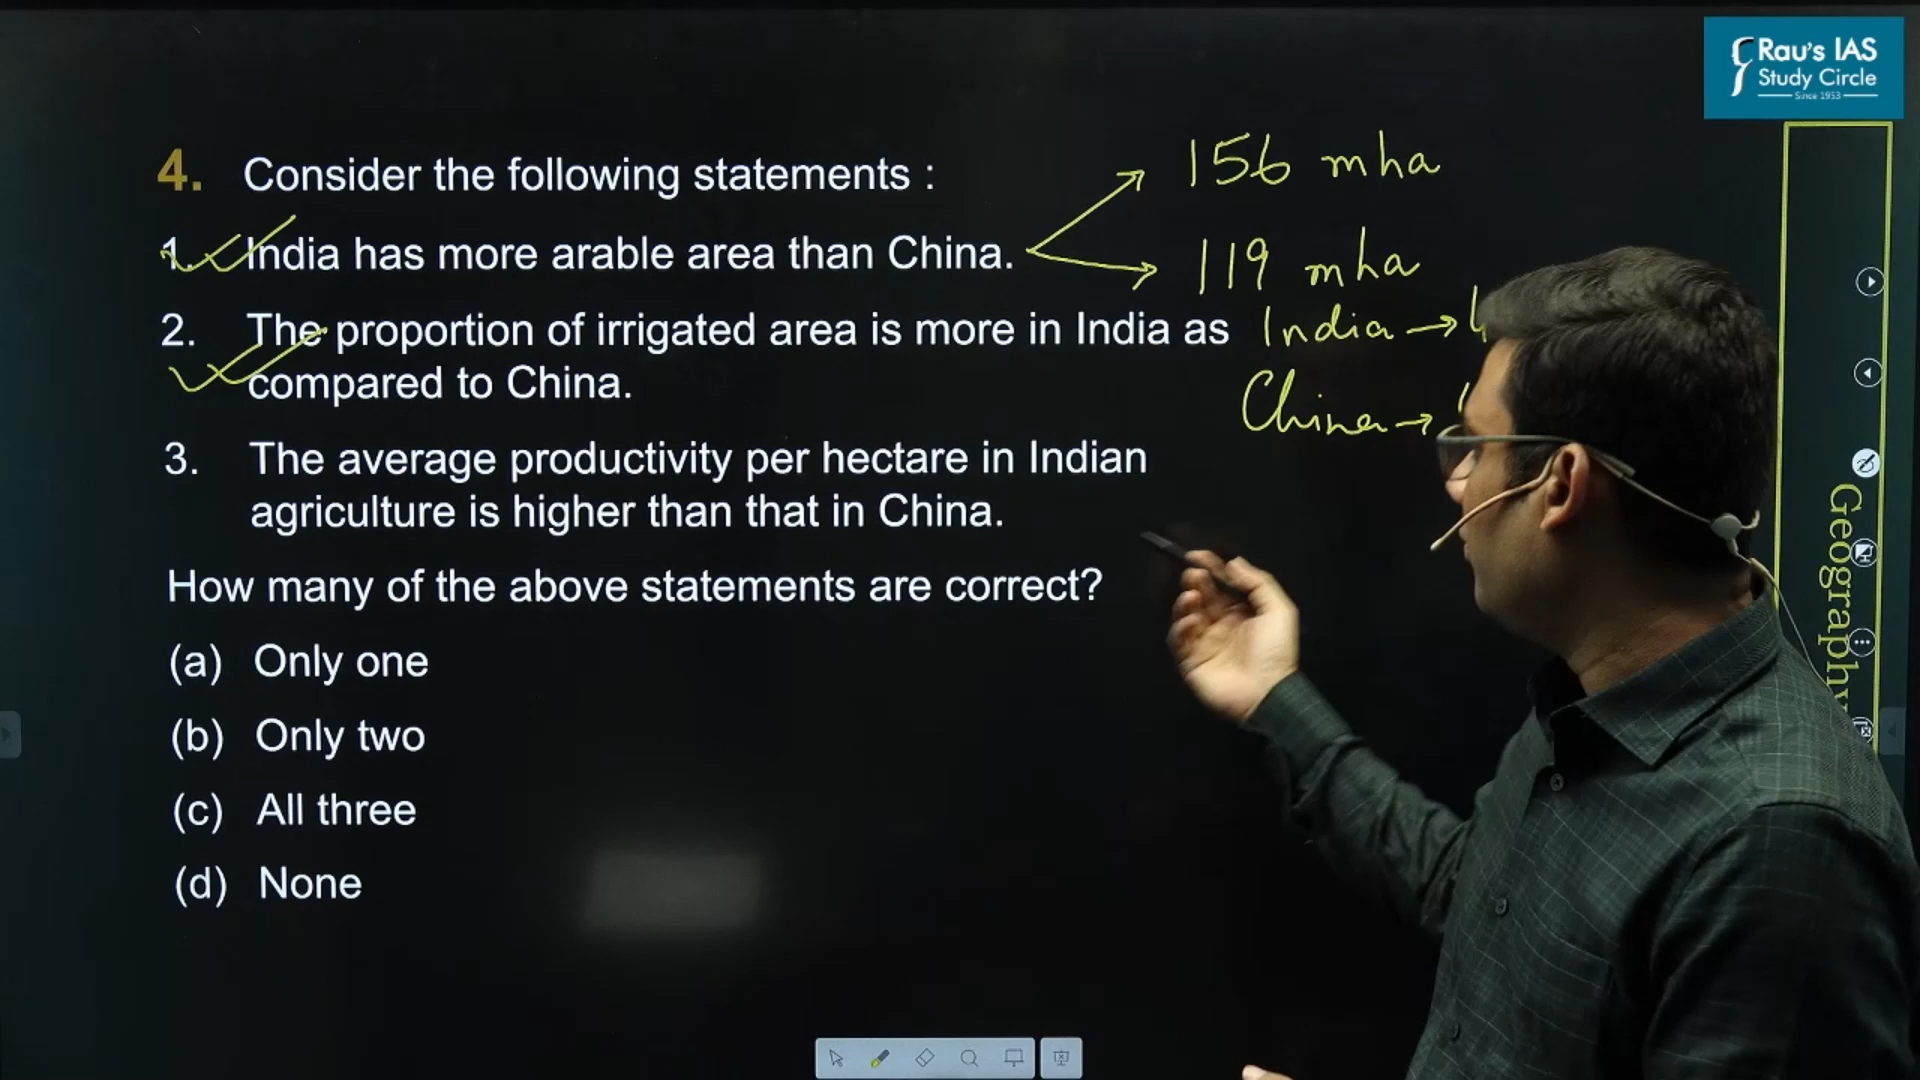 Rau's IAS
Study Circle
Since 1953
4. Consider the following statements :
156 mha
1. India has more arable area than China.
119 mha
2. The proportion of irrigated area is more in India as
compared to China.
India →
China →
3. The average productivity per hectare in Indian
agriculture is higher than that in China.
How many of the above statements are correct?
(a) Only one
(b) Only two
(c) All three
(d) None
Geography